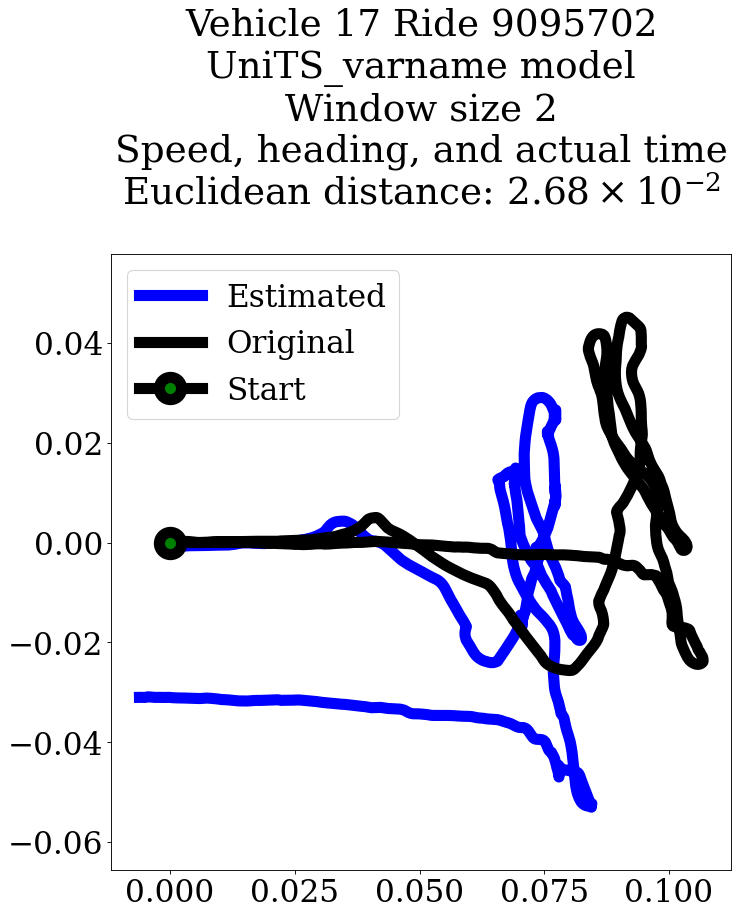 Vehicle 17 Ride 9095702
UniTS_varname model
Window size 2
Speed, heading, and actual time
Euclidean distance: 2.68 × 10⁻²
Estimated
Original
Start
0.04
0.02
0.00
−0.02
−0.04
−0.06
0.000 0.025 0.050 0.075 0.100